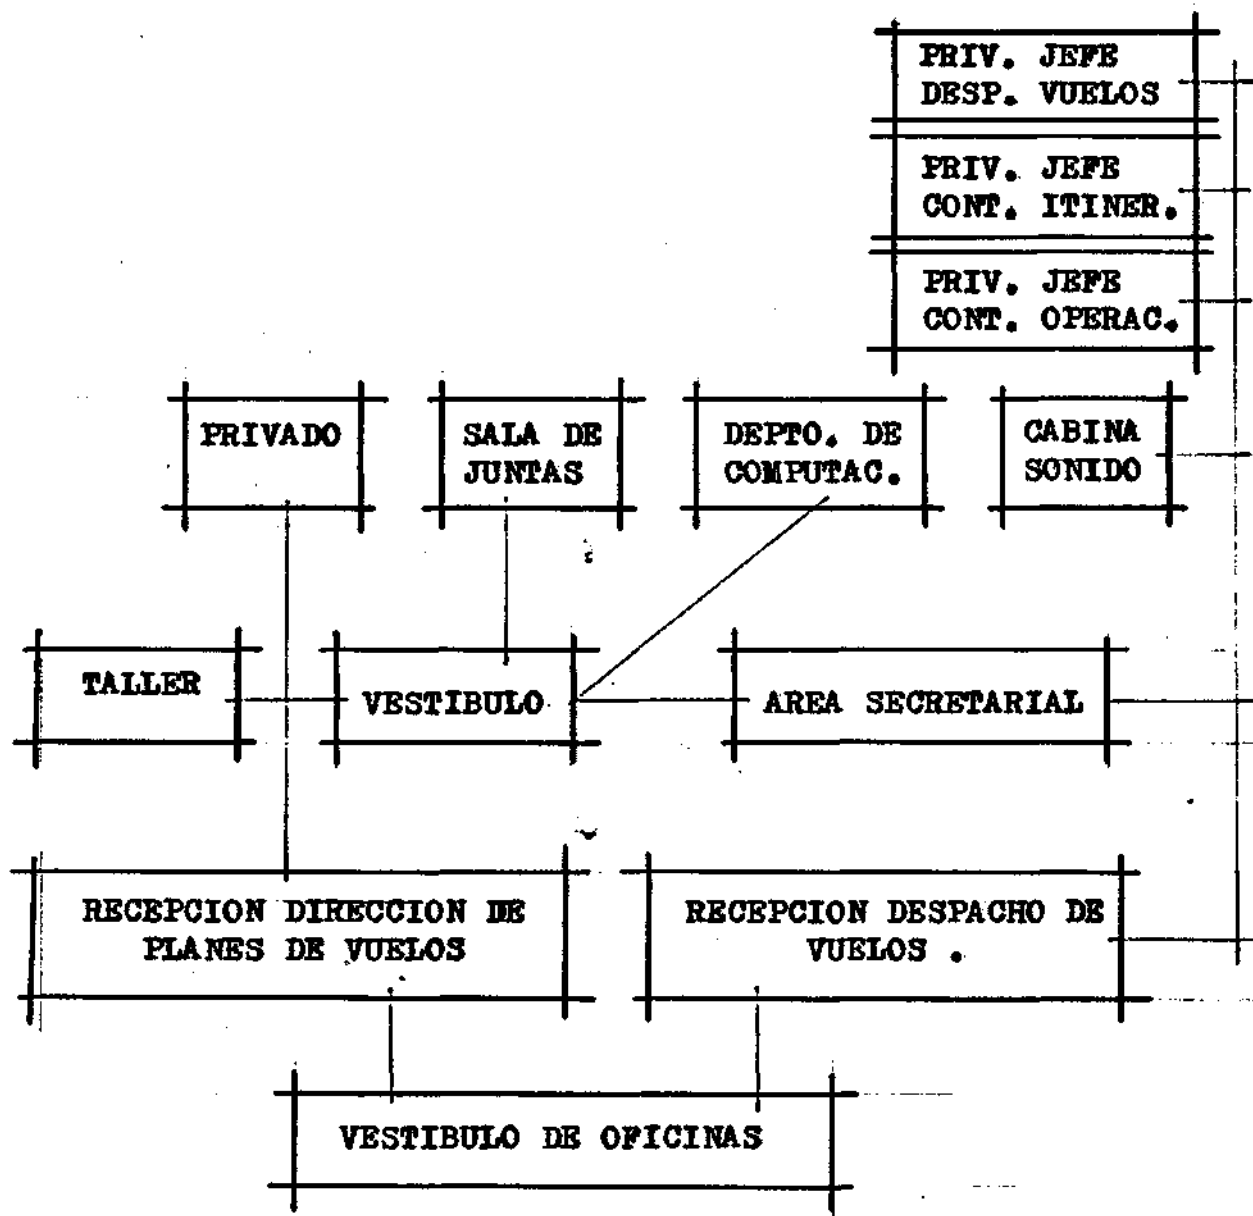 PRIV. JEFE
DESP. VUELOS
PRIV. JEFE
CONT. ITINER.
PRIV. JEFE
CONT. OPERAC.
PRIVADO
SALA DE
JUNTAS
DEPTO. DE
COMPUTAC.
CABINA
SONIDO
TALLER
VESTIBULO
AREA SECRETARIAL
RECEPCION DIRECCION DE
PLANES DE VUELOS
RECEPCION DESPACHO DE
VUELOS .
VESTIBULO DE OFICINAS